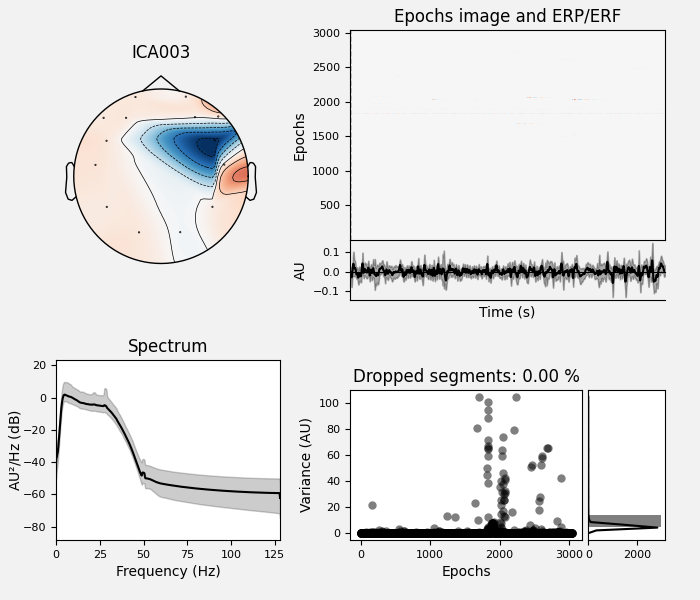 ICA003
Epochs image and ERP/ERF
3000
2500
2000
1500
1000
500
Epochs
0.1
0.0
−0.1
AU
Time (s)
Spectrum
20
0
−20
−40
−60
−80
AU²/Hz (dB)
0 25 50 75 100 125
Frequency (Hz)
Dropped segments: 0.00 %
100
80
60
40
20
0
Variance (AU)
0 1000 2000 3000
Epochs
0 2000